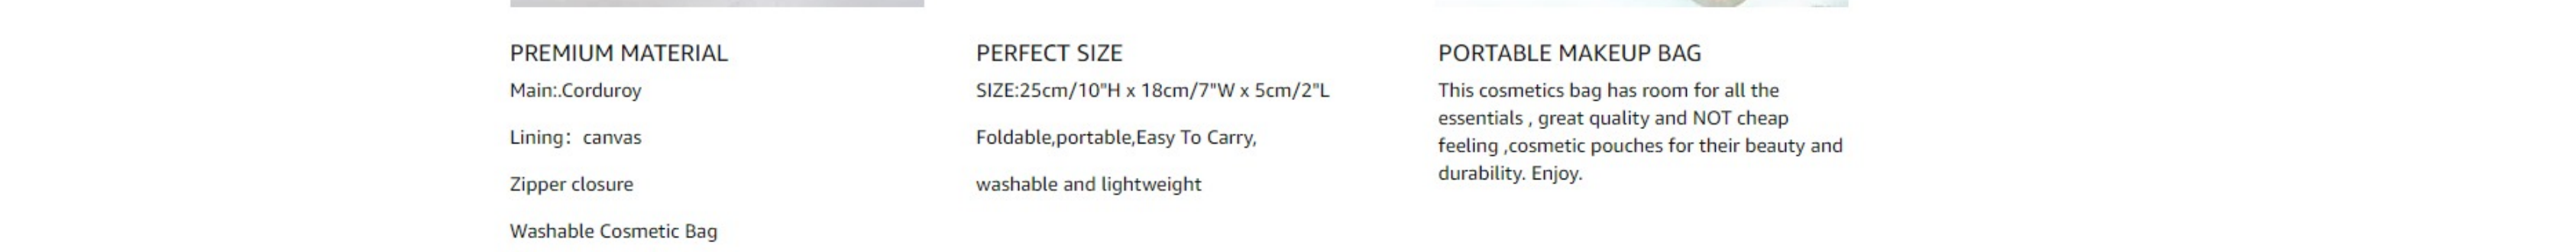 PREMIUM MATERIAL
Main:.Corduroy
Lining：canvas
Zipper closure
Washable Cosmetic Bag
PERFECT SIZE
SIZE:25cm/10"H x 18cm/7"W x 5cm/2"L
Foldable,portable,Easy To Carry,
washable and lightweight
PORTABLE MAKEUP BAG
This cosmetics bag has room for all the
essentials , great quality and NOT cheap
feeling ,cosmetic pouches for their beauty and
durability. Enjoy.